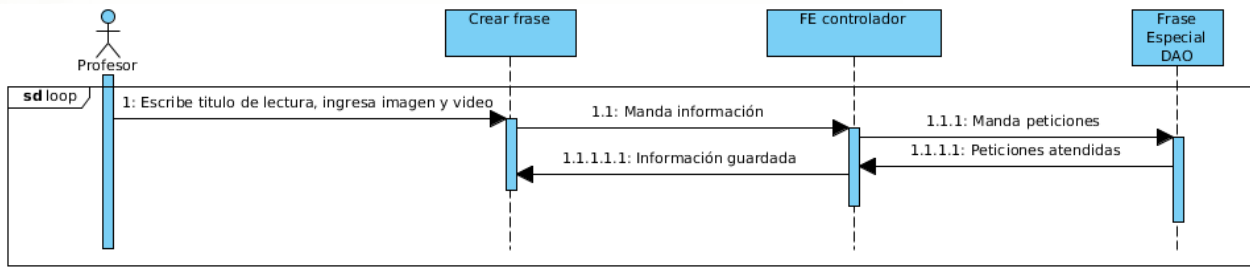 Crear frase
FE controlador
Frase
Especial
DAO
Profesor
sd loop
1: Escribe titulo de lectura, ingresa imagen y video
1.1: Manda información
1.1.1: Manda peticiones
1.1.1.1: Peticiones atendidas
1.1.1.1.1: Información guardada